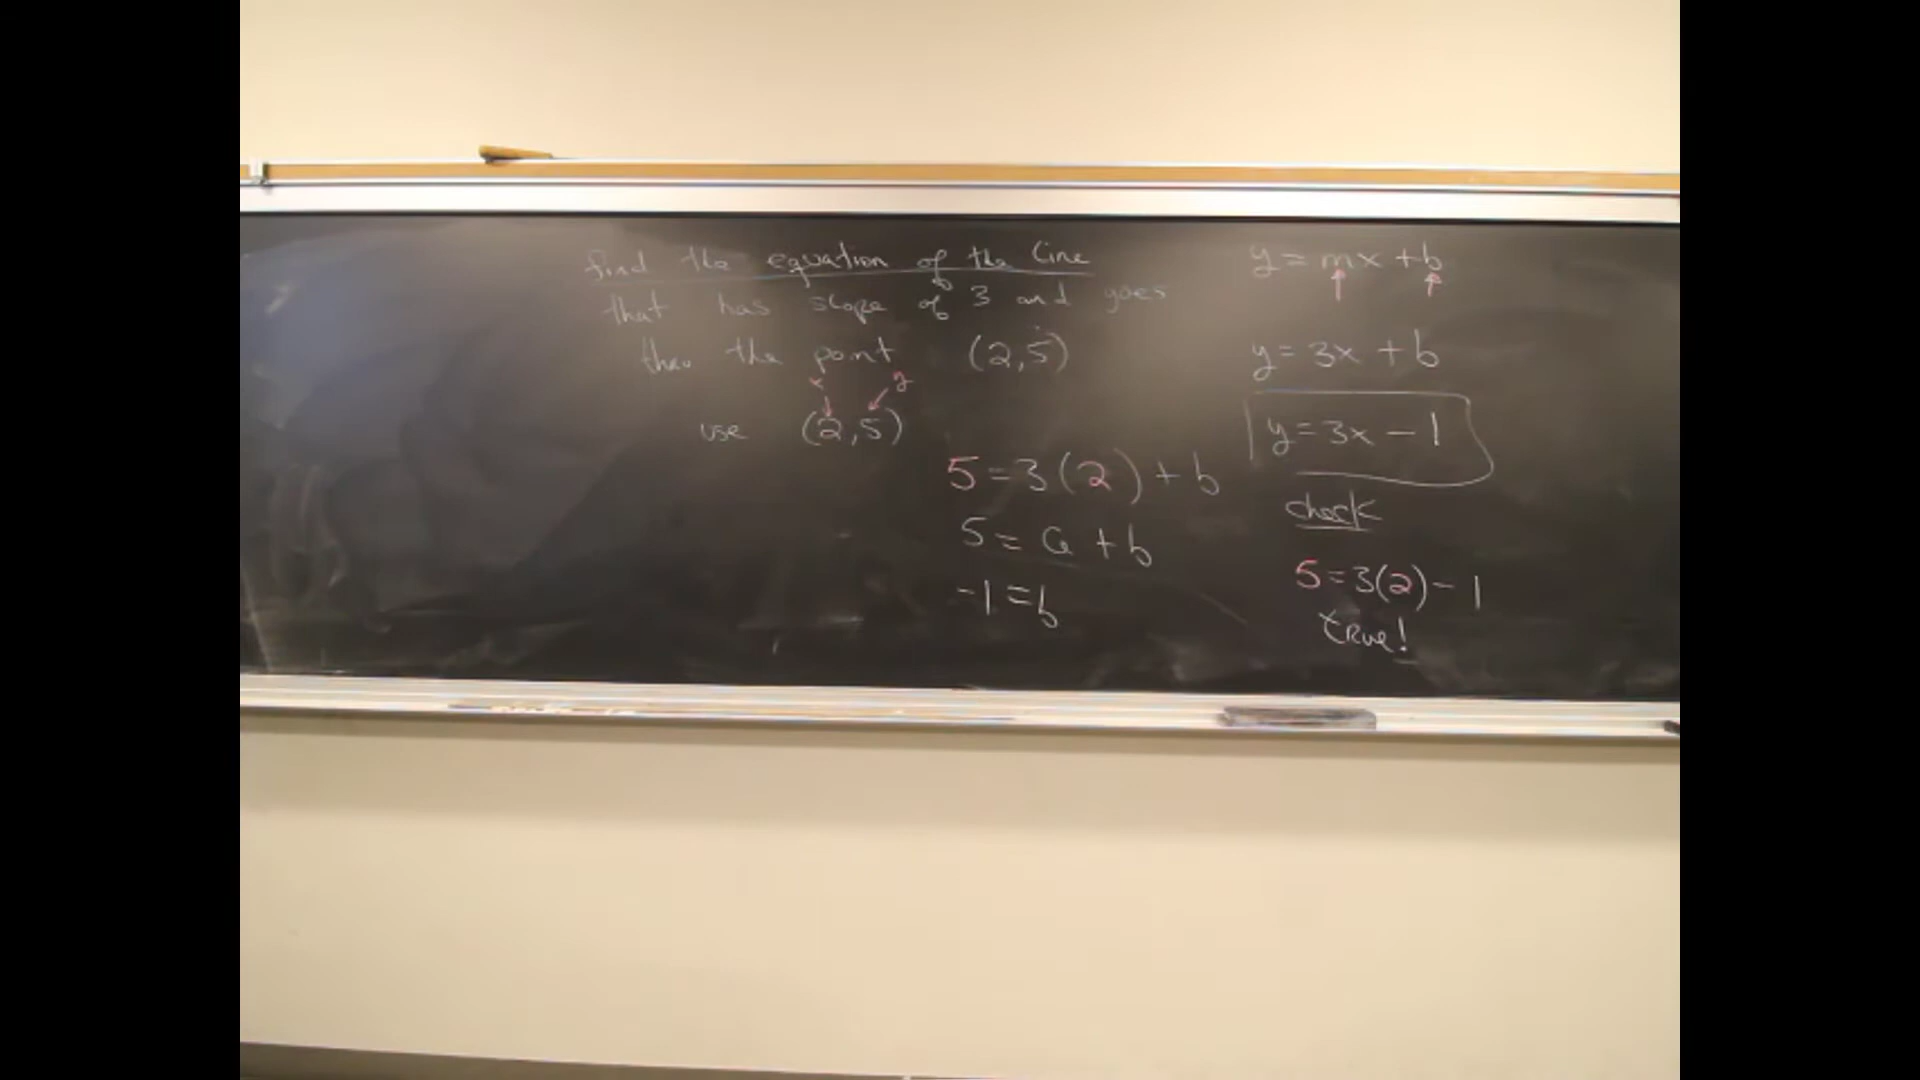 find the equation of the line
that has slope of 3 and goes
thru the point (2,5)
x y
use (2,5)
5=3(2)+b
5=6+b
-1=b
y=mx+b
y=3x+b
y=3x-1
check
5=3(2)-1
true!